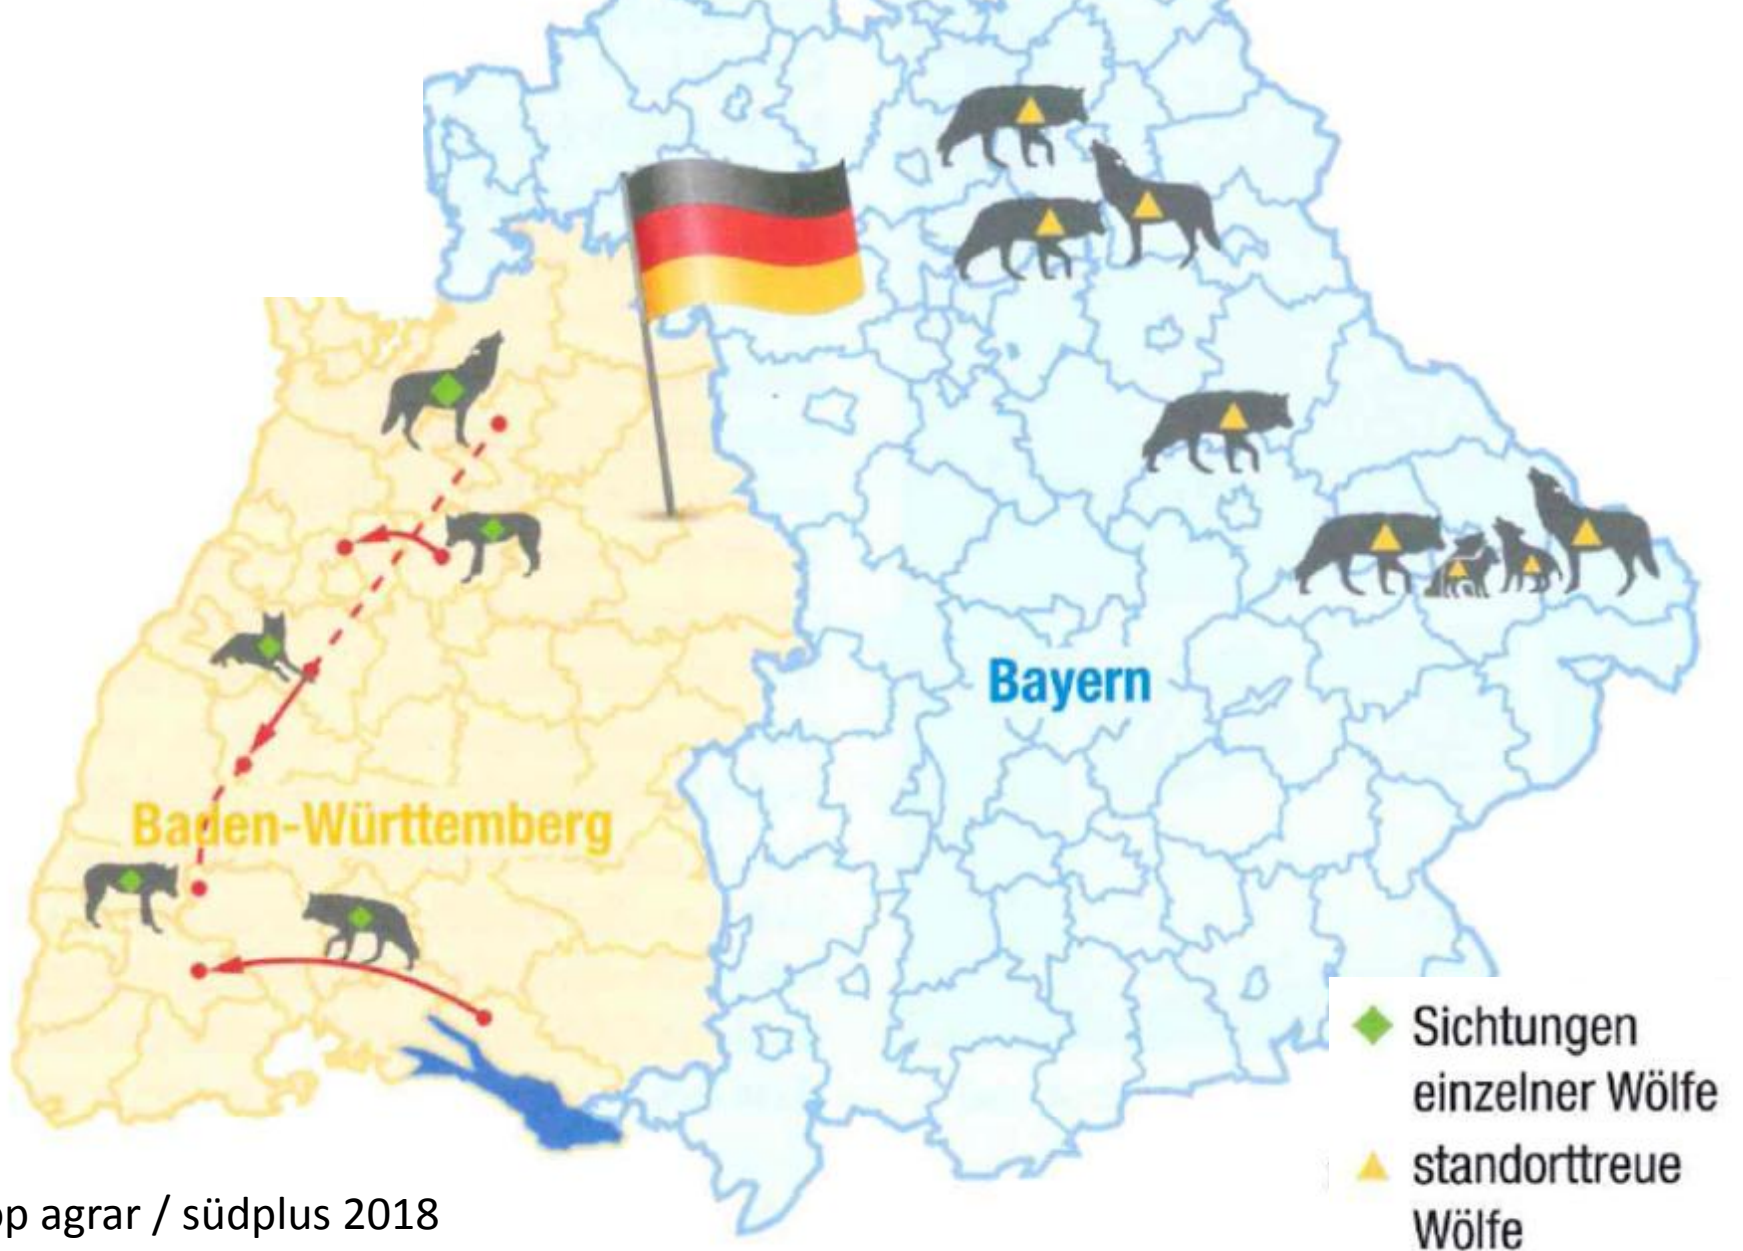 Bayern
Baden-Württemberg
Sichtungen
einzelner Wölfe
standorttreue
Wölfe
op agrar / südplus 2018